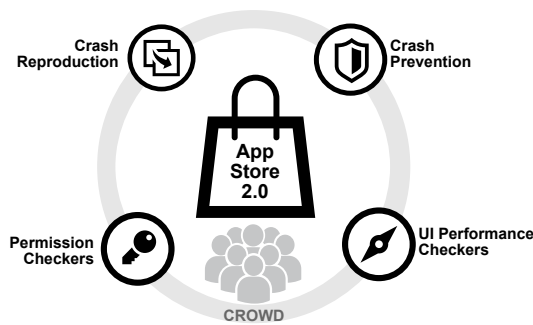 Crash
Reproduction
Crash
Prevention
App
Store
2.0
Permission
Checkers
UI Performance
Checkers
CROWD